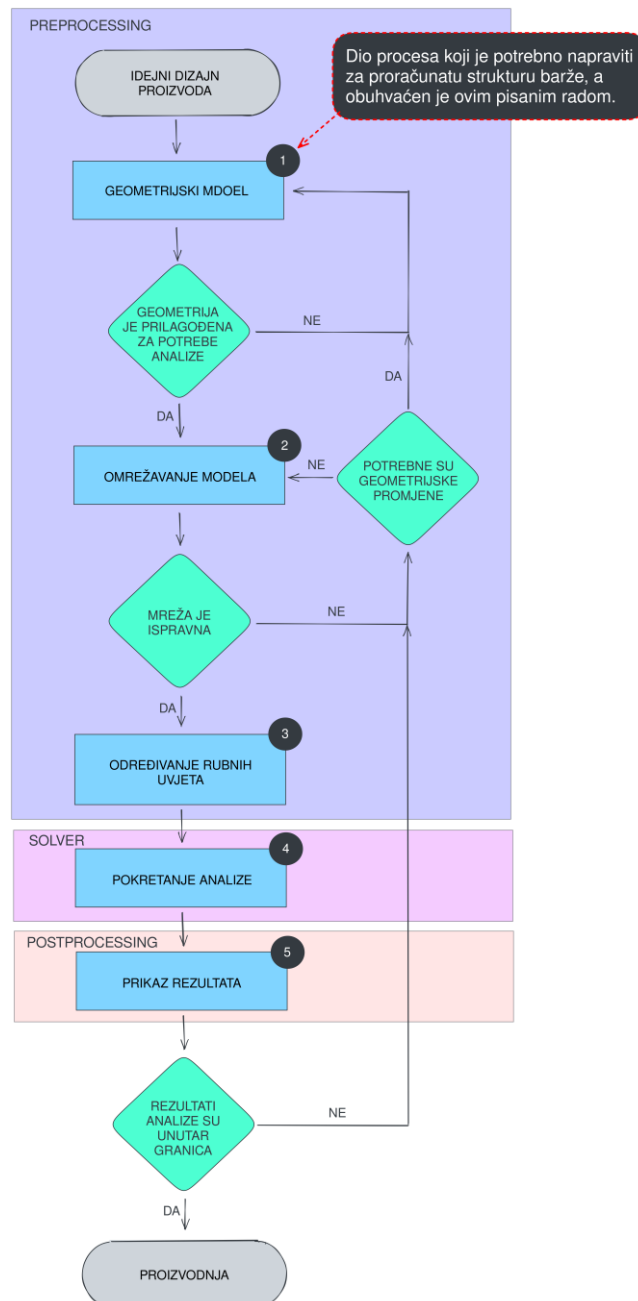 PREPROCESSING
IDEJNI DIZAJN
PROIZVODA
Dio procesa koji je potrebno napraviti
za proračunatu strukturu barže, a
obuhvaćen je ovim pisanim radom.
1
GEOMETRIJSKI MDOEL
GEOMETRIJA
JE PRILAGOĐENA
ZA POTREBE
ANALIZE
NE
DA
DA
2
OMREŽAVANJE MODELA
NE
POTREBNE SU
GEOMETRIJSKE
PROMJENE
MREŽA JE
ISPRAVNA
NE
DA
3
ODREĐIVANJE RUBNIH
UVJETA
SOLVER
4
POKRETANJE ANALIZE
POSTPROCESSING
5
PRIKAZ REZULTATA
REZULTATI
ANALIZE SU
UNUTAR
GRANICA
NE
DA
PROIZVODNJA